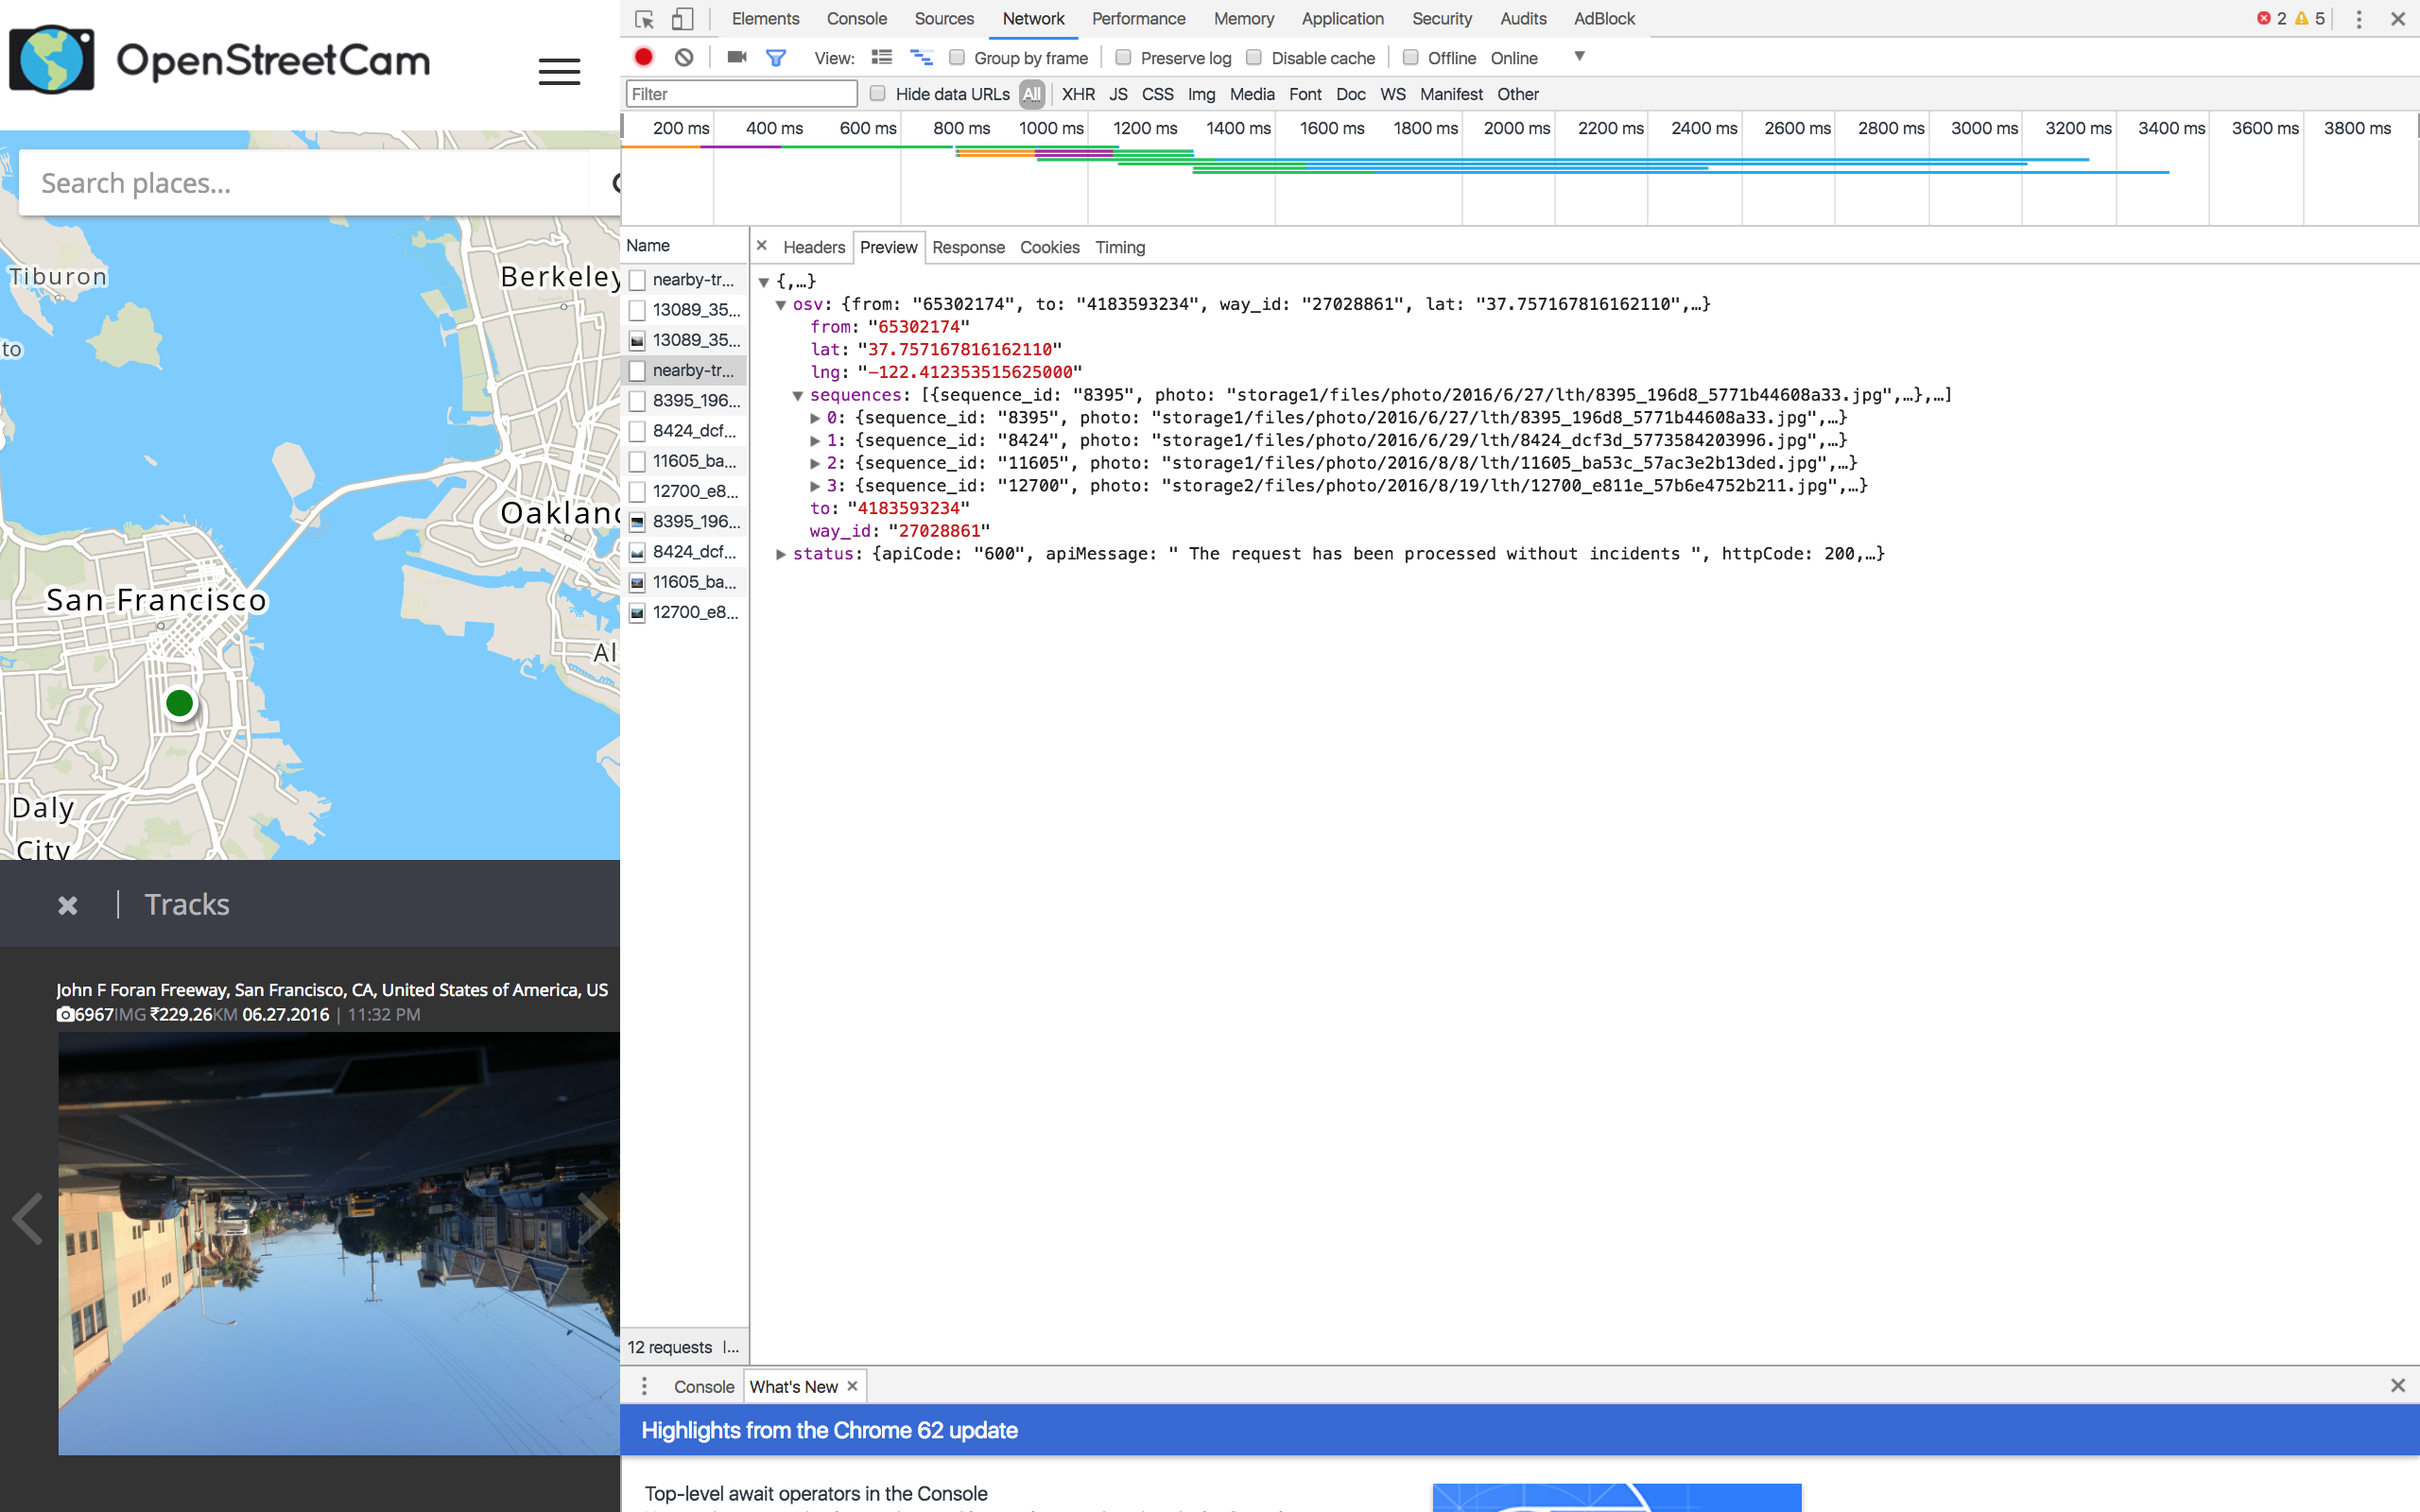 OpenStreetCam
Search places...
Tiburon
Berkeley
to
Oakland
San Francisco
Al
Daly
City
Tracks
John F Foran Freeway, San Francisco, CA, United States of America, US
6967IMG ₹229.26KM 06.27.2016 | 11:32 PM
Elements Console Sources Network Performance Memory Application Security Audits AdBlock 2 5
View: Group by frame Preserve log Disable cache Offline Online
Filter Hide data URLs All XHR JS CSS Img Media Font Doc WS Manifest Other
200 ms 400 ms 600 ms 800 ms 1000 ms 1200 ms 1400 ms 1600 ms 1800 ms 2000 ms 2200 ms 2400 ms 2600 ms 2800 ms 3000 ms 3200 ms 3400 ms 3600 ms 3800 ms
Name
nearby-tr...
13089_35...
13089_35...
nearby-tr...
8395_196...
8424_dcf...
11605_ba...
12700_e8...
8395_196...
8424_dcf...
11605_ba...
12700_e8...
12 requests |...
× Headers Preview Response Cookies Timing
{,…}
osv: {from: "65302174", to: "4183593234", way_id: "27028861", lat: "37.757167816162110",…}
from: "65302174"
lat: "37.757167816162110"
lng: "-122.412353515625000"
sequences: [{sequence_id: "8395", photo: "storage1/files/photo/2016/6/27/lth/8395_196d8_5771b44608a33.jpg",…},…]
0: {sequence_id: "8395", photo: "storage1/files/photo/2016/6/27/lth/8395_196d8_5771b44608a33.jpg",…}
1: {sequence_id: "8424", photo: "storage1/files/photo/2016/6/29/lth/8424_dcf3d_5773584203996.jpg",…}
2: {sequence_id: "11605", photo: "storage1/files/photo/2016/8/8/lth/11605_ba53c_57ac3e2b13ded.jpg",…}
3: {sequence_id: "12700", photo: "storage2/files/photo/2016/8/19/lth/12700_e811e_57b6e4752b211.jpg",…}
to: "4183593234"
way_id: "27028861"
status: {apiCode: "600", apiMessage: " The request has been processed without incidents ", httpCode: 200,…}
Console What's New ×
Highlights from the Chrome 62 update
Top-level await operators in the Console